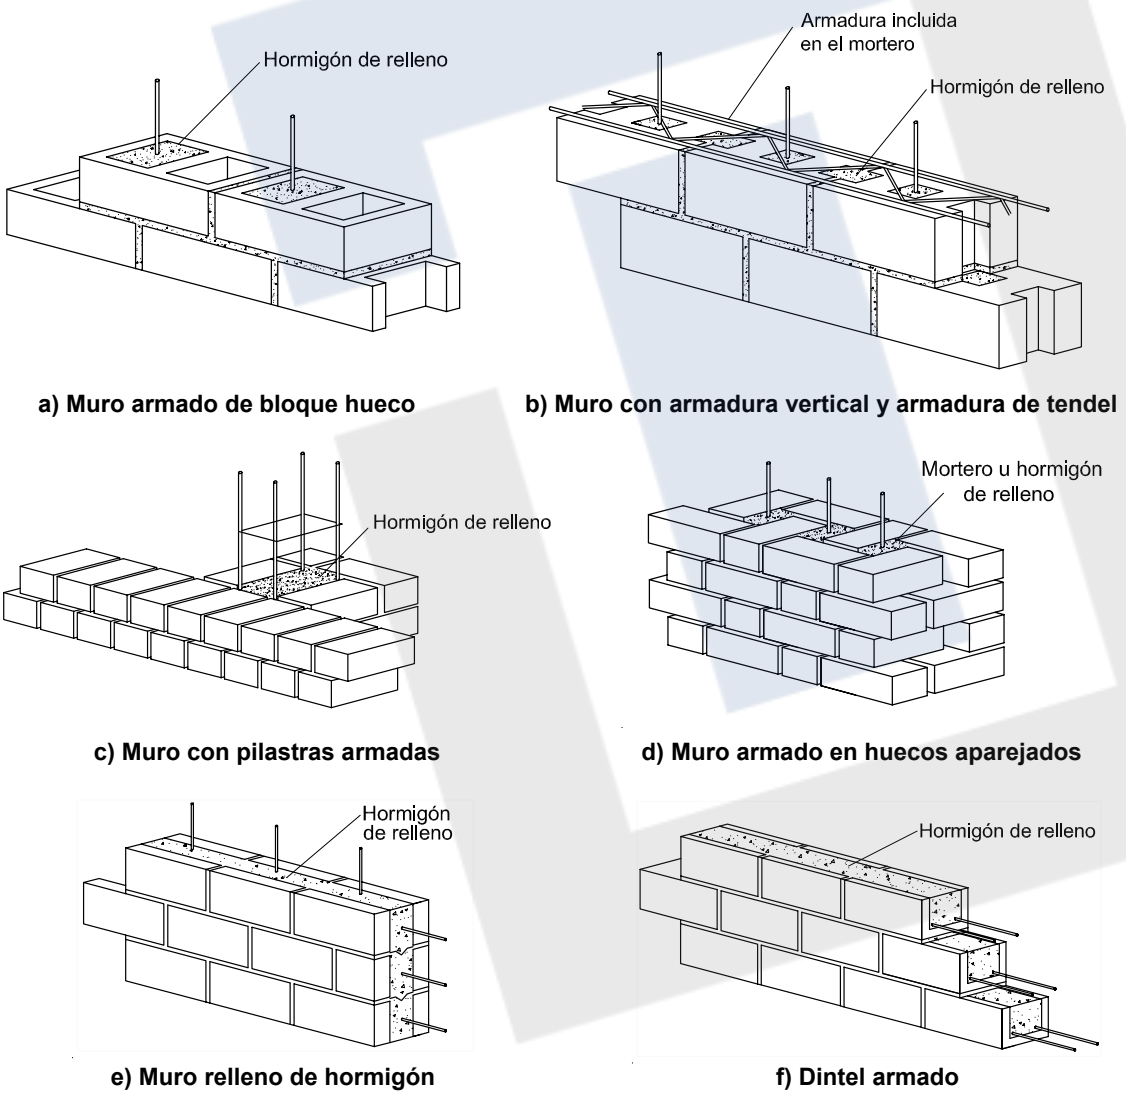 Hormigón de relleno
Armadura incluida
en el mortero
Hormigón de relleno
a) Muro armado de bloque hueco
b) Muro con armadura vertical y armadura de tendel
Hormigón de relleno
Mortero u hormigón
de relleno
c) Muro con pilastras armadas
d) Muro armado en huecos aparejados
Hormigón
de relleno
Hormigón de relleno
e) Muro relleno de hormigón
f) Dintel armado